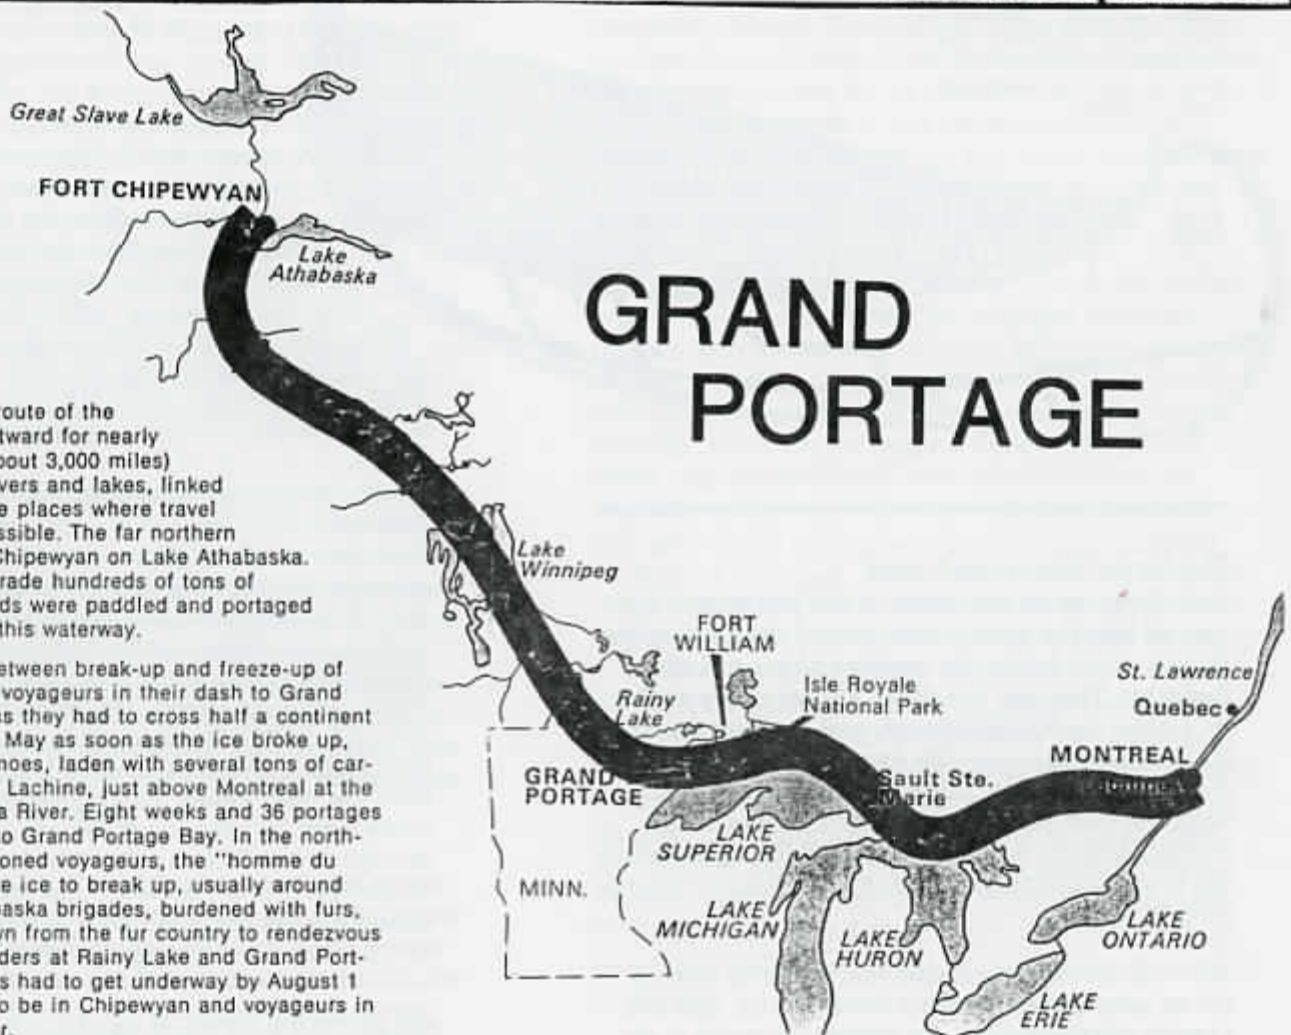 Great Slave Lake
FORT CHIPEWYAN
Lake
Athabaska
GRAND
PORTAGE
route of the
tward for nearly
bout 3,000 miles)
vers and lakes, linked
e places where travel
ssible. The far northern
Chipewyan on Lake Athabaska.
rade hundreds of tons of
ds were paddled and portaged
this waterway.
etween break-up and freeze-up of
voyageurs in their dash to Grand
as they had to cross half a continent
May as soon as the ice broke up,
noes, laden with several tons of car-
Lachine, just above Montreal at the
a River. Eight weeks and 36 portages
to Grand Portage Bay. In the north-
oned voyageurs, the "homme du
e ice to break up, usually around
baska brigades, burdened with furs,
wn from the fur country to rendezvous
ders at Rainy Lake and Grand Port-
s had to get underway by August 1
o be in Chipewyan and voyageurs in
r.
Lake
Winnipeg
FORT
WILLIAM
Rainy
Lake
Isle Royale
National Park
St. Lawrence
Quebec
MONTREAL
GRAND
PORTAGE
Sault Ste.
Marie
LAKE
SUPERIOR
MINN.
LAKE
MICHIGAN
LAKE
HURON
LAKE
ONTARIO
LAKE
ERIE